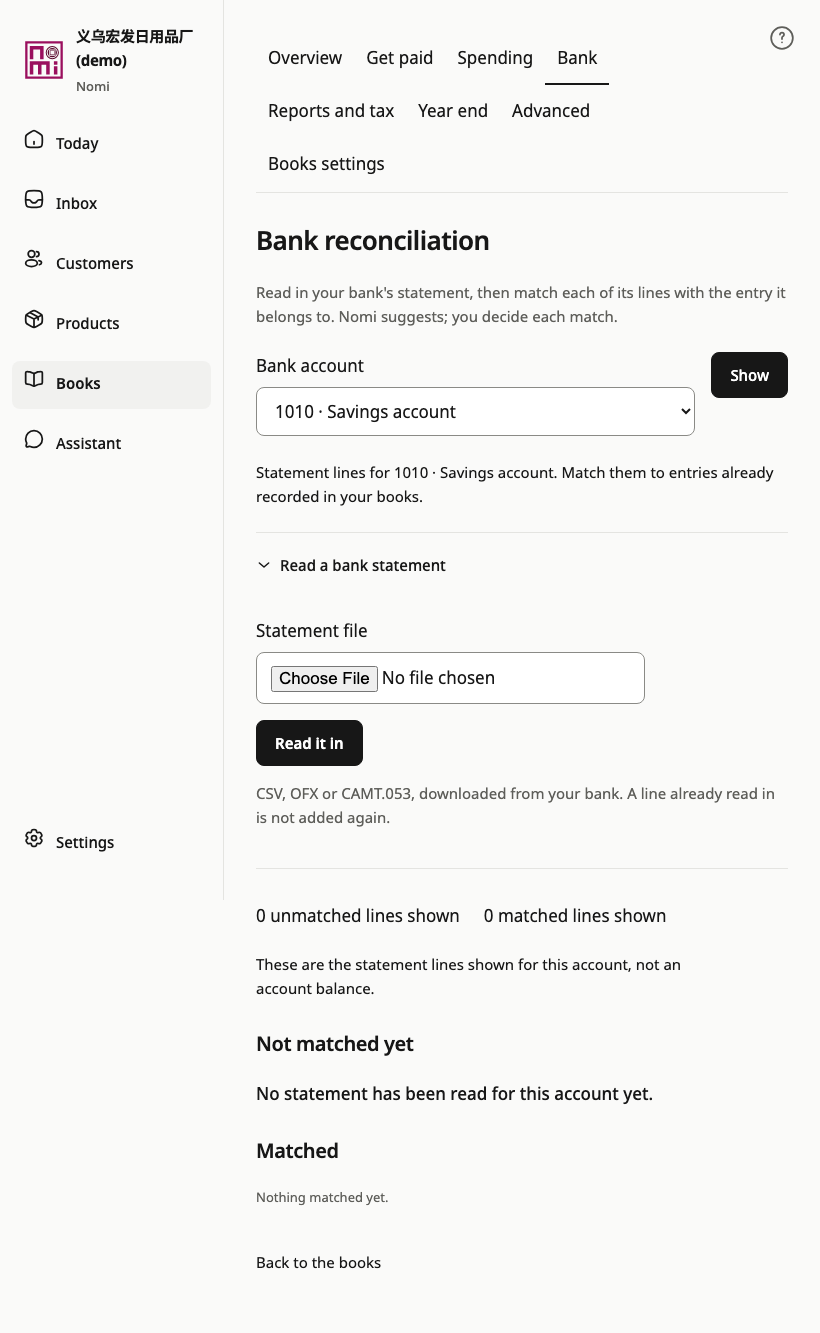 义乌宏发日用品厂
(demo)
Nomi
Today
Inbox
Customers
Products
Books
Assistant
Settings
Overview
Get paid
Spending
Bank
Reports and tax
Year end
Advanced
Books settings
Bank reconciliation
Read in your bank's statement, then match each of its lines with the entry it
belongs to. Nomi suggests; you decide each match.
Bank account
1010 · Savings account
Show
Statement lines for 1010 · Savings account. Match them to entries already
recorded in your books.
Read a bank statement
Statement file
Choose File No file chosen
Read it in
CSV, OFX or CAMT.053, downloaded from your bank. A line already read in
is not added again.
0 unmatched lines shown
0 matched lines shown
These are the statement lines shown for this account, not an
account balance.
Not matched yet
No statement has been read for this account yet.
Matched
Nothing matched yet.
Back to the books
nomi
?